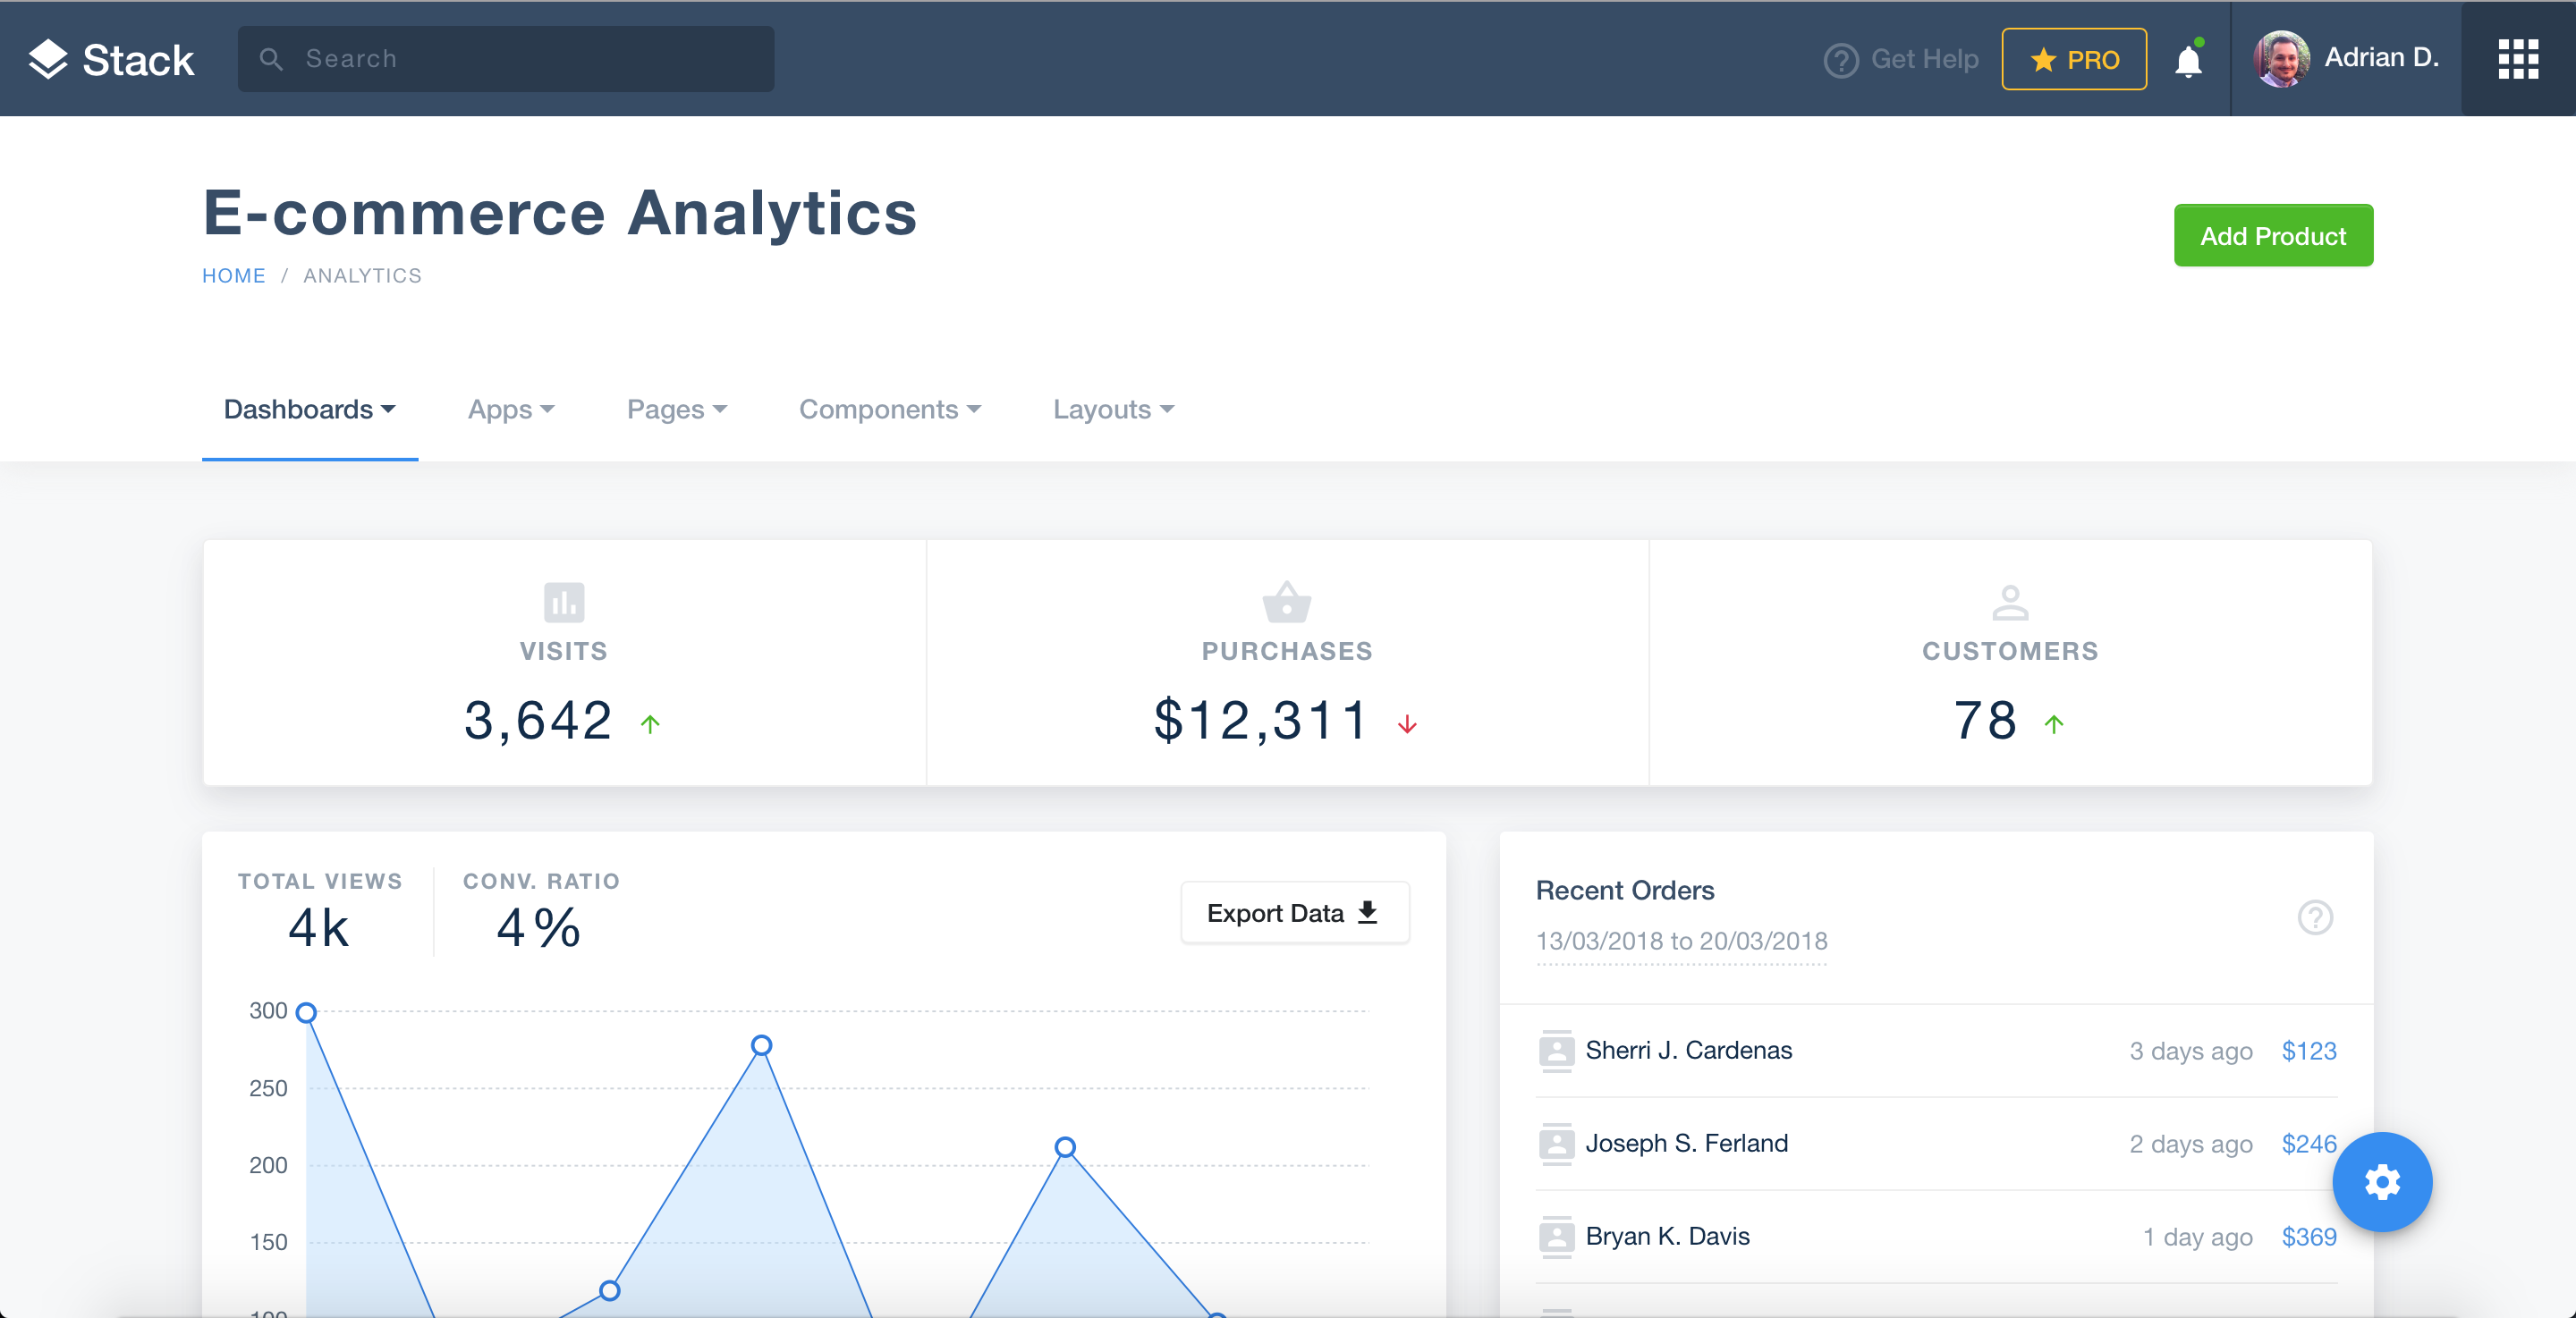 Stack
Search
Get Help
PRO
Adrian D.
E-commerce Analytics
Add Product
HOME / ANALYTICS
Dashboards
Apps
Pages
Components
Layouts
VISITS
3,642
PURCHASES
$12,311
CUSTOMERS
78
TOTAL VIEWS
4k
CONV. RATIO
4%
Export Data
300
250
200
150
Recent Orders
13/03/2018 to 20/03/2018
Sherri J. Cardenas 3 days ago $123
Joseph S. Ferland 2 days ago $246
Bryan K. Davis 1 day ago $369